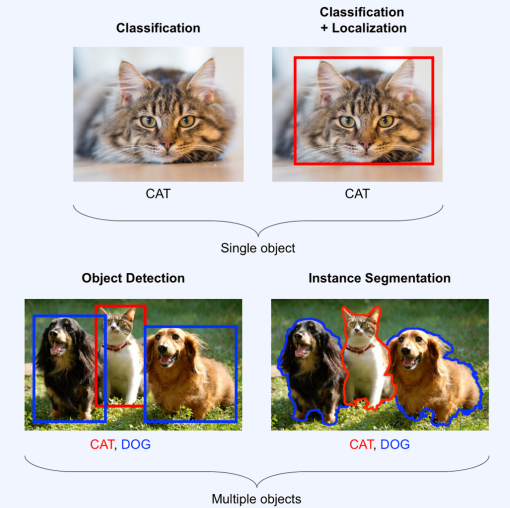 Classification
Classification
+ Localization
CAT
CAT
Single object
Object Detection
Instance Segmentation
CAT, DOG
CAT, DOG
Multiple objects